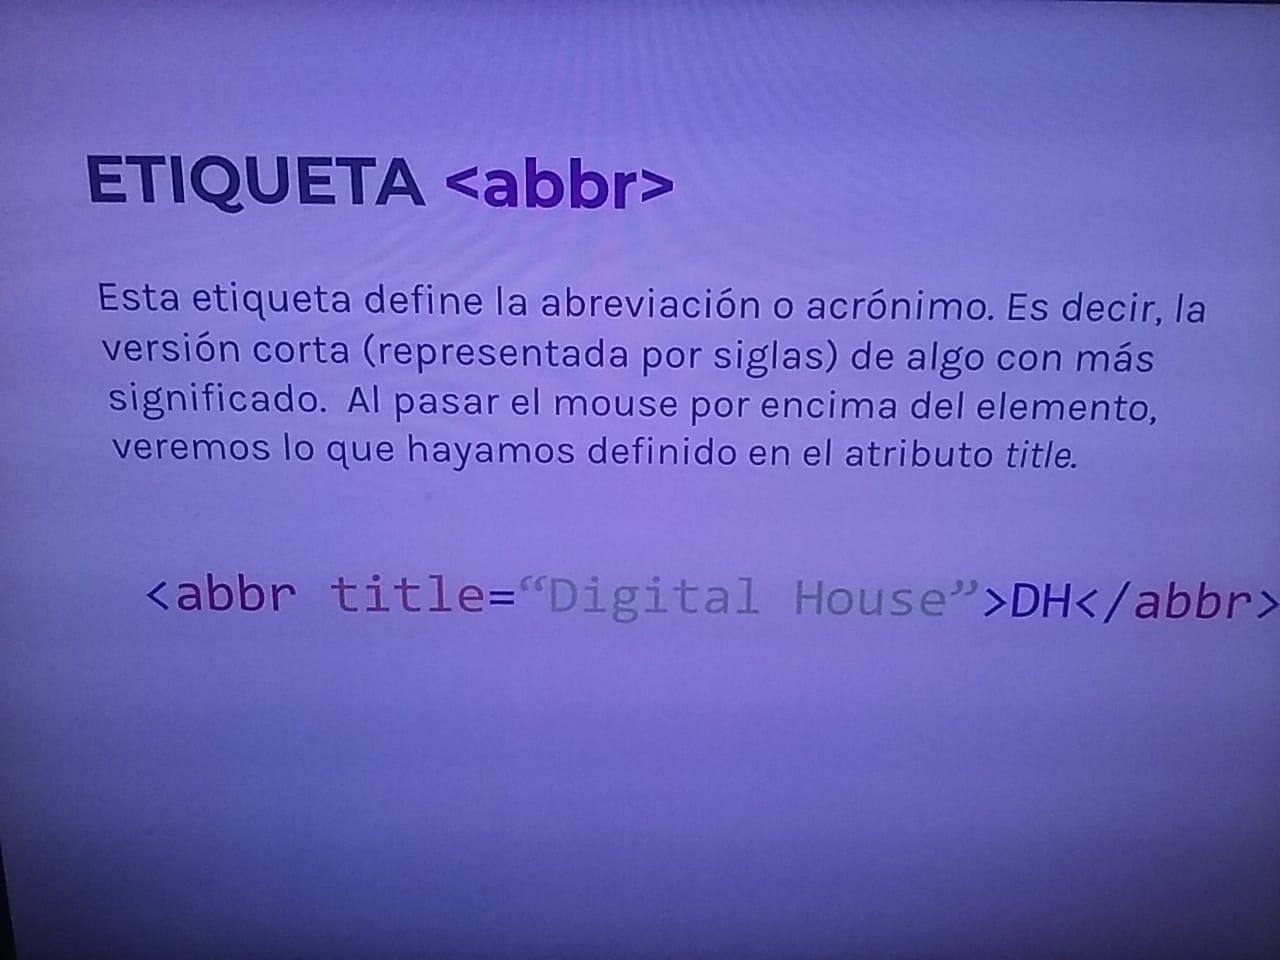 ETIQUETA <abbr>
Esta etiqueta define la abreviación o acrónimo. Es decir, la
versión corta (representada por siglas) de algo con más
significado. Al pasar el mouse por encima del elemento,
veremos lo que hayamos definido en el atributo title.
<abbr title=“Digital House”>DH</abbr>